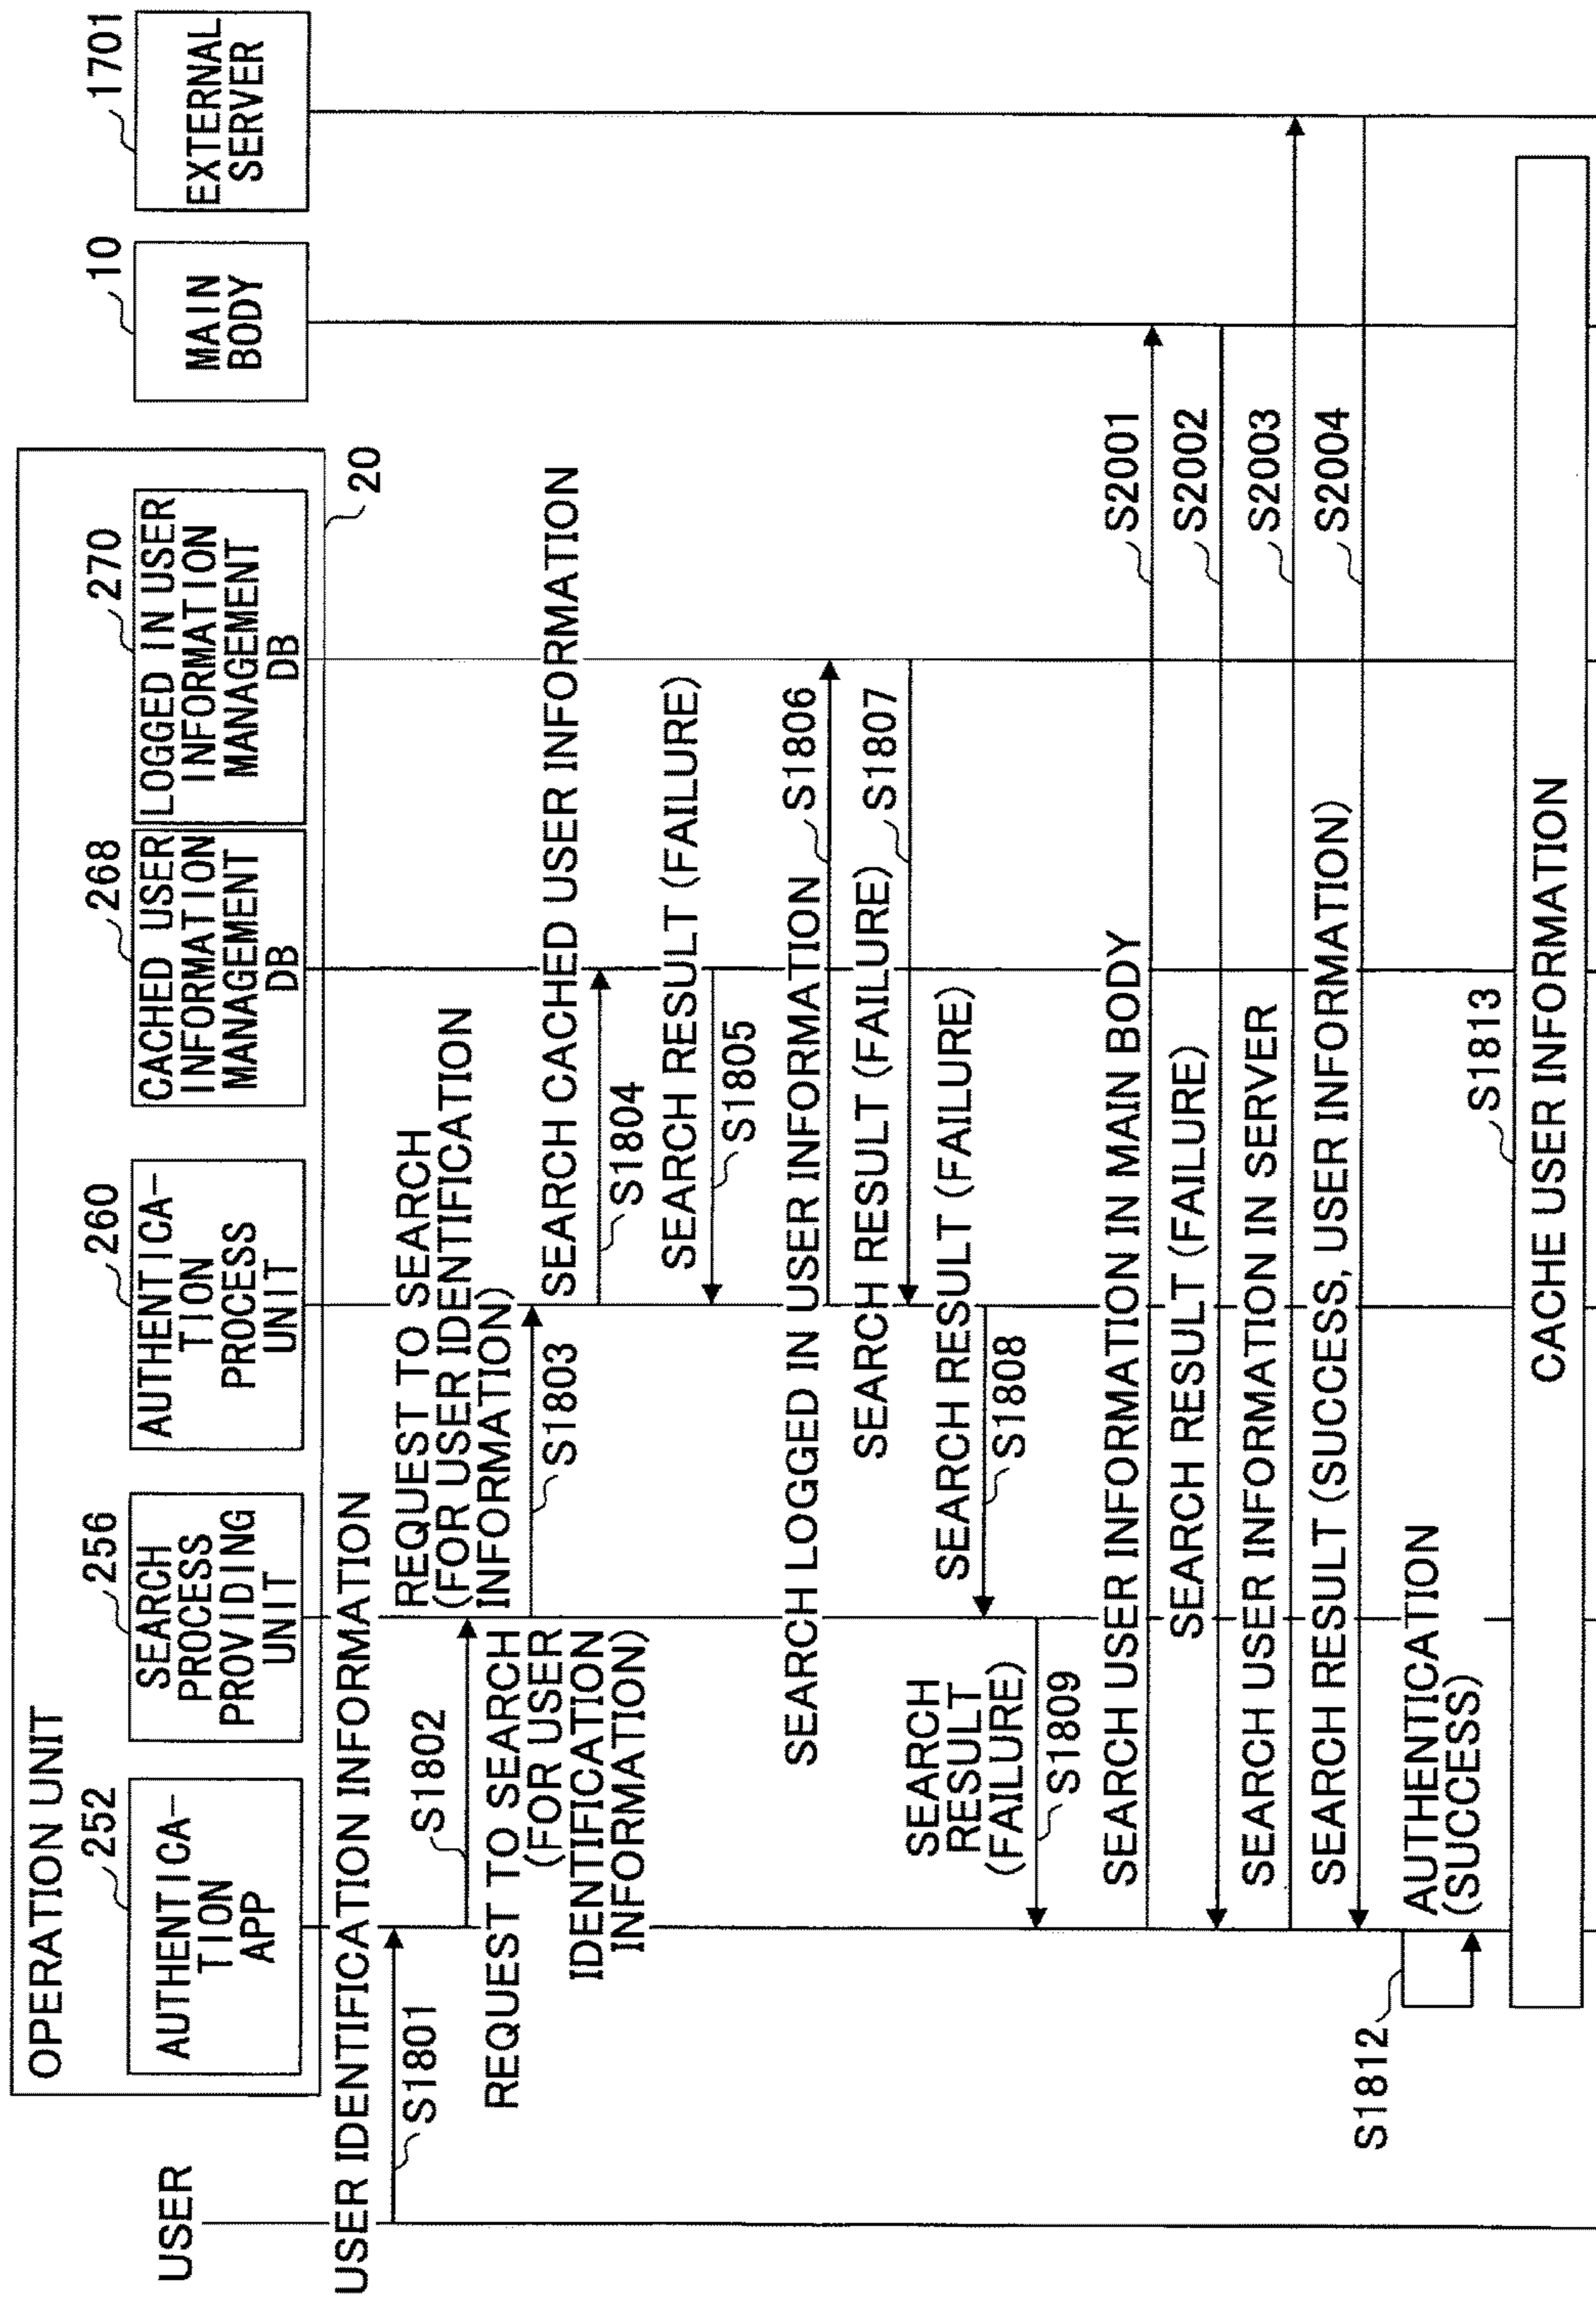 OPERATION UNIT
20
USER
252
AUTHENTICA-
TION
APP
256
SEARCH
PROCESS
PROVIDING
UNIT
260
AUTHENTICA-
TION
PROCESS
UNIT
268
CACHED USER
INFORMATION
MANAGEMENT
DB
270
LOGGED IN USER
INFORMATION
MANAGEMENT
DB
10
MAIN
BODY
1701
EXTERNAL
SERVER
USER IDENTIFICATION INFORMATION
S1801
S1802
REQUEST TO SEARCH
(FOR USER
IDENTIFICATION
INFORMATION)
REQUEST TO SEARCH
(FOR USER IDENTIFICATION
INFORMATION)
S1803
SEARCH CACHED USER INFORMATION
S1804
SEARCH RESULT (FAILURE)
S1805
SEARCH LOGGED IN USER INFORMATION
S1806
SEARCH RESULT (FAILURE)
S1807
SEARCH RESULT (FAILURE)
S1808
SEARCH
RESULT
(FAILURE)
S1809
SEARCH USER INFORMATION IN MAIN BODY
S2001
SEARCH RESULT (FAILURE)
S2002
SEARCH USER INFORMATION IN SERVER
S2003
SEARCH RESULT (SUCCESS, USER INFORMATION)
S2004
AUTHENTICATION
(SUCCESS)
S1812
S1813
CACHE USER INFORMATION